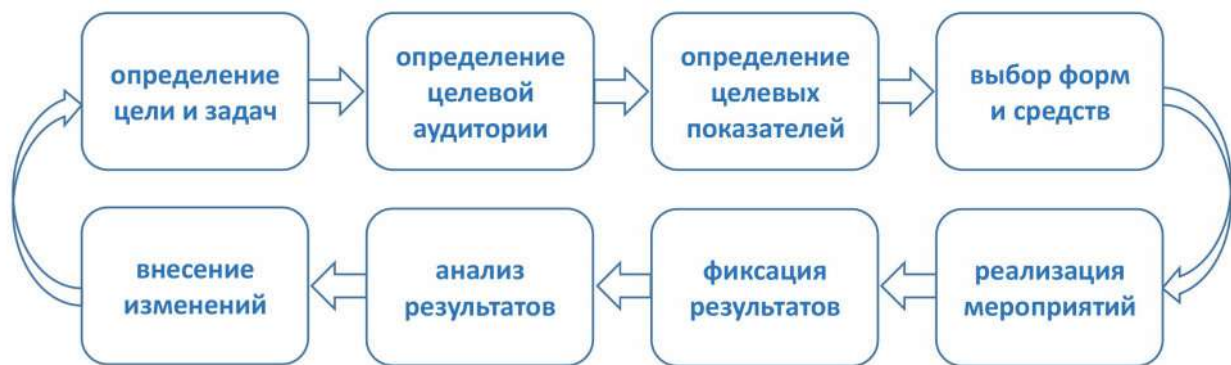 определение
цели и задач
определение
целевой
аудитории
определение
целевых
показателей
выбор форм
и средств
реализация
мероприятий
фиксация
результатов
анализ
результатов
внесение
изменений